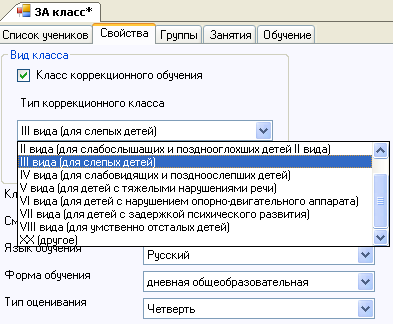 3А класс*
Список учеников Свойства Группы Занятия Обучение
Вид класса
Класс коррекционного обучения
Тип коррекционного класса
III вида (для слепых детей)
II вида (для слабослышащих и позднооглохших детей II вида)
III вида (для слепых детей)
IV вида (для слабовидящих и поздноослепших детей)
V вида (для детей с тяжелыми нарушениями речи)
VI вида (для детей с нарушением опорно-двигательного аппарата)
VII вида (для детей с задержкой психического развития)
VIII вида (для умственно отсталых детей)
XX (другое)
Язык обучения Русский
Форма обучения дневная общеобразовательная
Тип оценивания Четверть